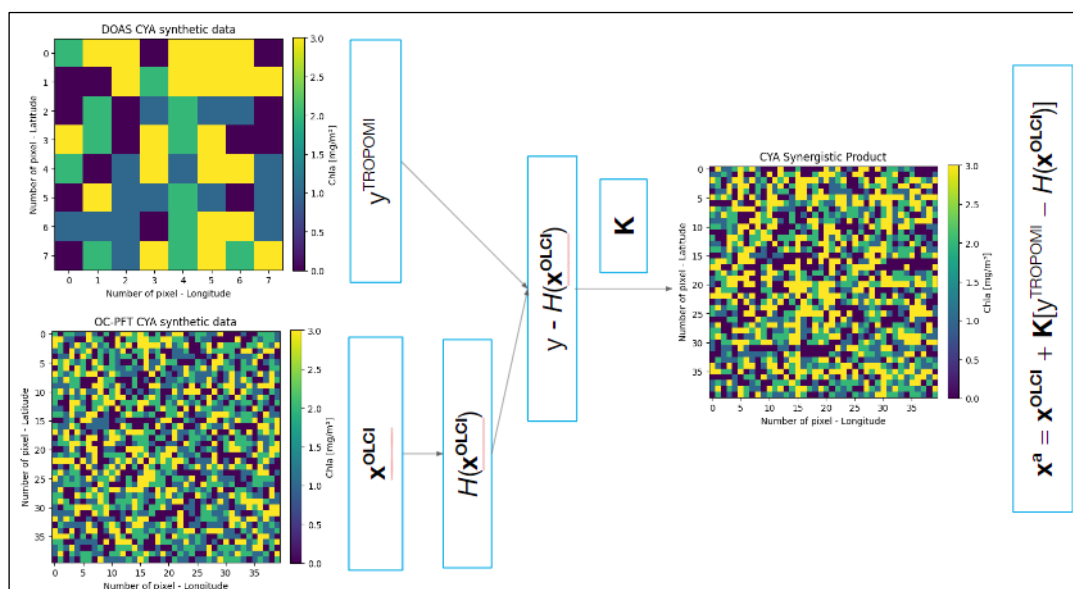 DOAS CYA synthetic data
0
1
2
3
4
5
6
7
Number of pixel - Latitude
0 1 2 3 4 5 6 7
Number of pixel - Longitude
3.0
2.5
2.0
1.5
1.0
0.5
0.0
Chla [mg/m³]
OC-PFT CYA synthetic data
0
5
10
15
20
25
30
35
Number of pixel - Latitude
0 5 10 15 20 25 30 35
Number of pixel - Longitude
3.0
2.5
2.0
1.5
1.0
0.5
0.0
Chla [mg/m³]
y^TROPOMI
x^OLCI
H(x^OLCI)
y - H(x^OLCI)
K
CYA Synergistic Product
0
5
10
15
20
25
30
35
Number of pixel - Latitude
0 5 10 15 20 25 30 35
Number of pixel - Longitude
3.0
2.5
2.0
1.5
1.0
0.5
0.0
Chla [mg/m³]
x^a = x^OLCI + K[y^TROPOMI – H(x^OLCI)]